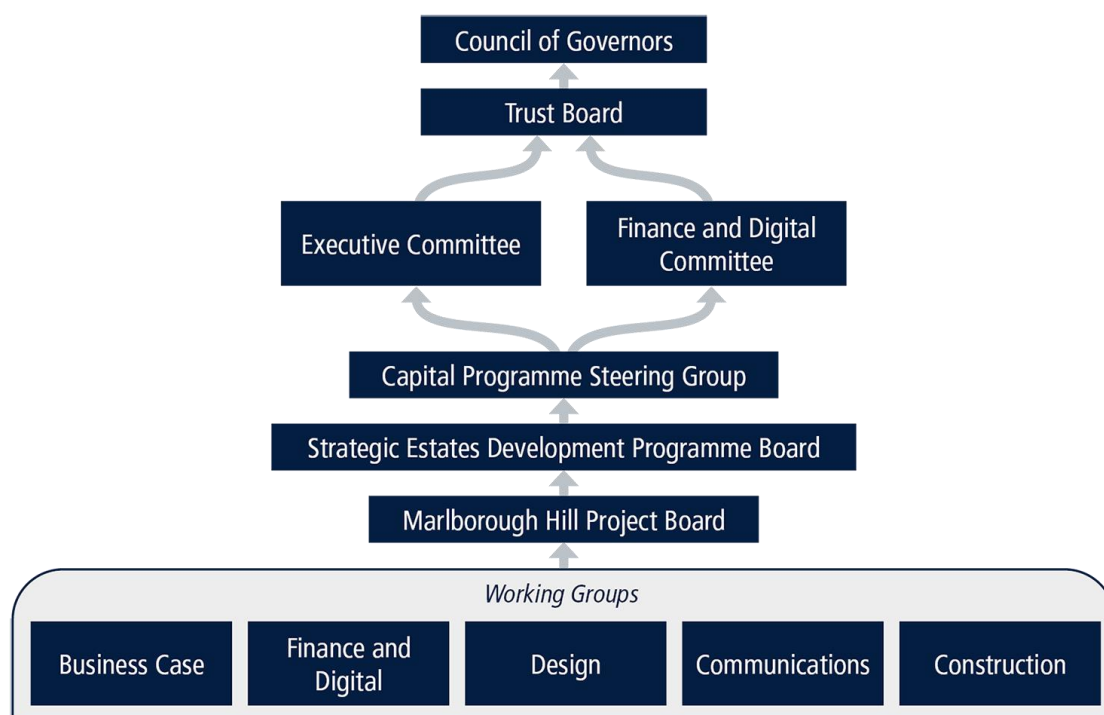 Council of Governors
Trust Board
Executive Committee
Finance and Digital
Committee
Capital Programme Steering Group
Strategic Estates Development Programme Board
Marlborough Hill Project Board
Working Groups
Business Case
Finance and
Digital
Design
Communications
Construction